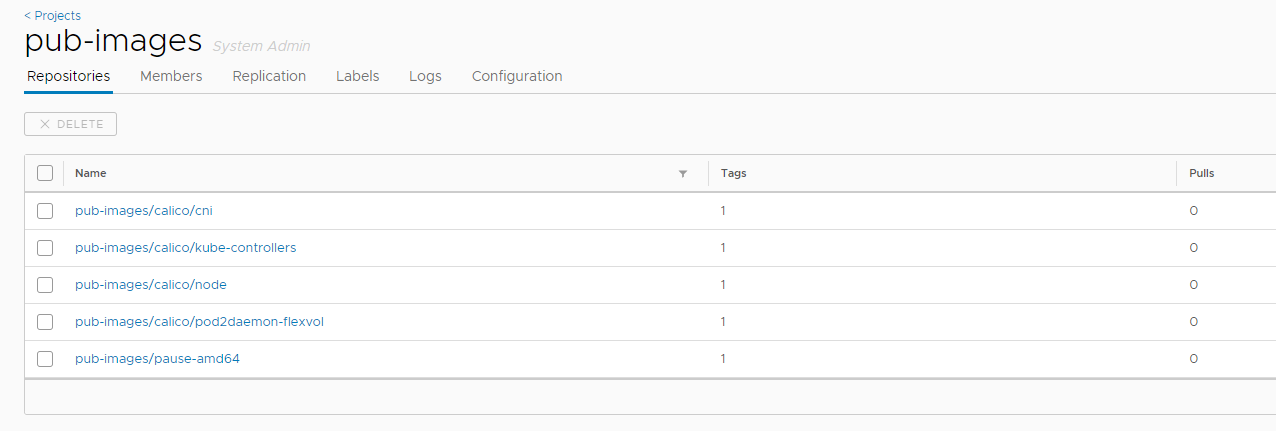 < Projects
pub-images System Admin
Repositories Members Replication Labels Logs Configuration
× DELETE
Name Tags Pulls
pub-images/calico/cni 1 0
pub-images/calico/kube-controllers 1 0
pub-images/calico/node 1 0
pub-images/calico/pod2daemon-flexvol 1 0
pub-images/pause-amd64 1 0